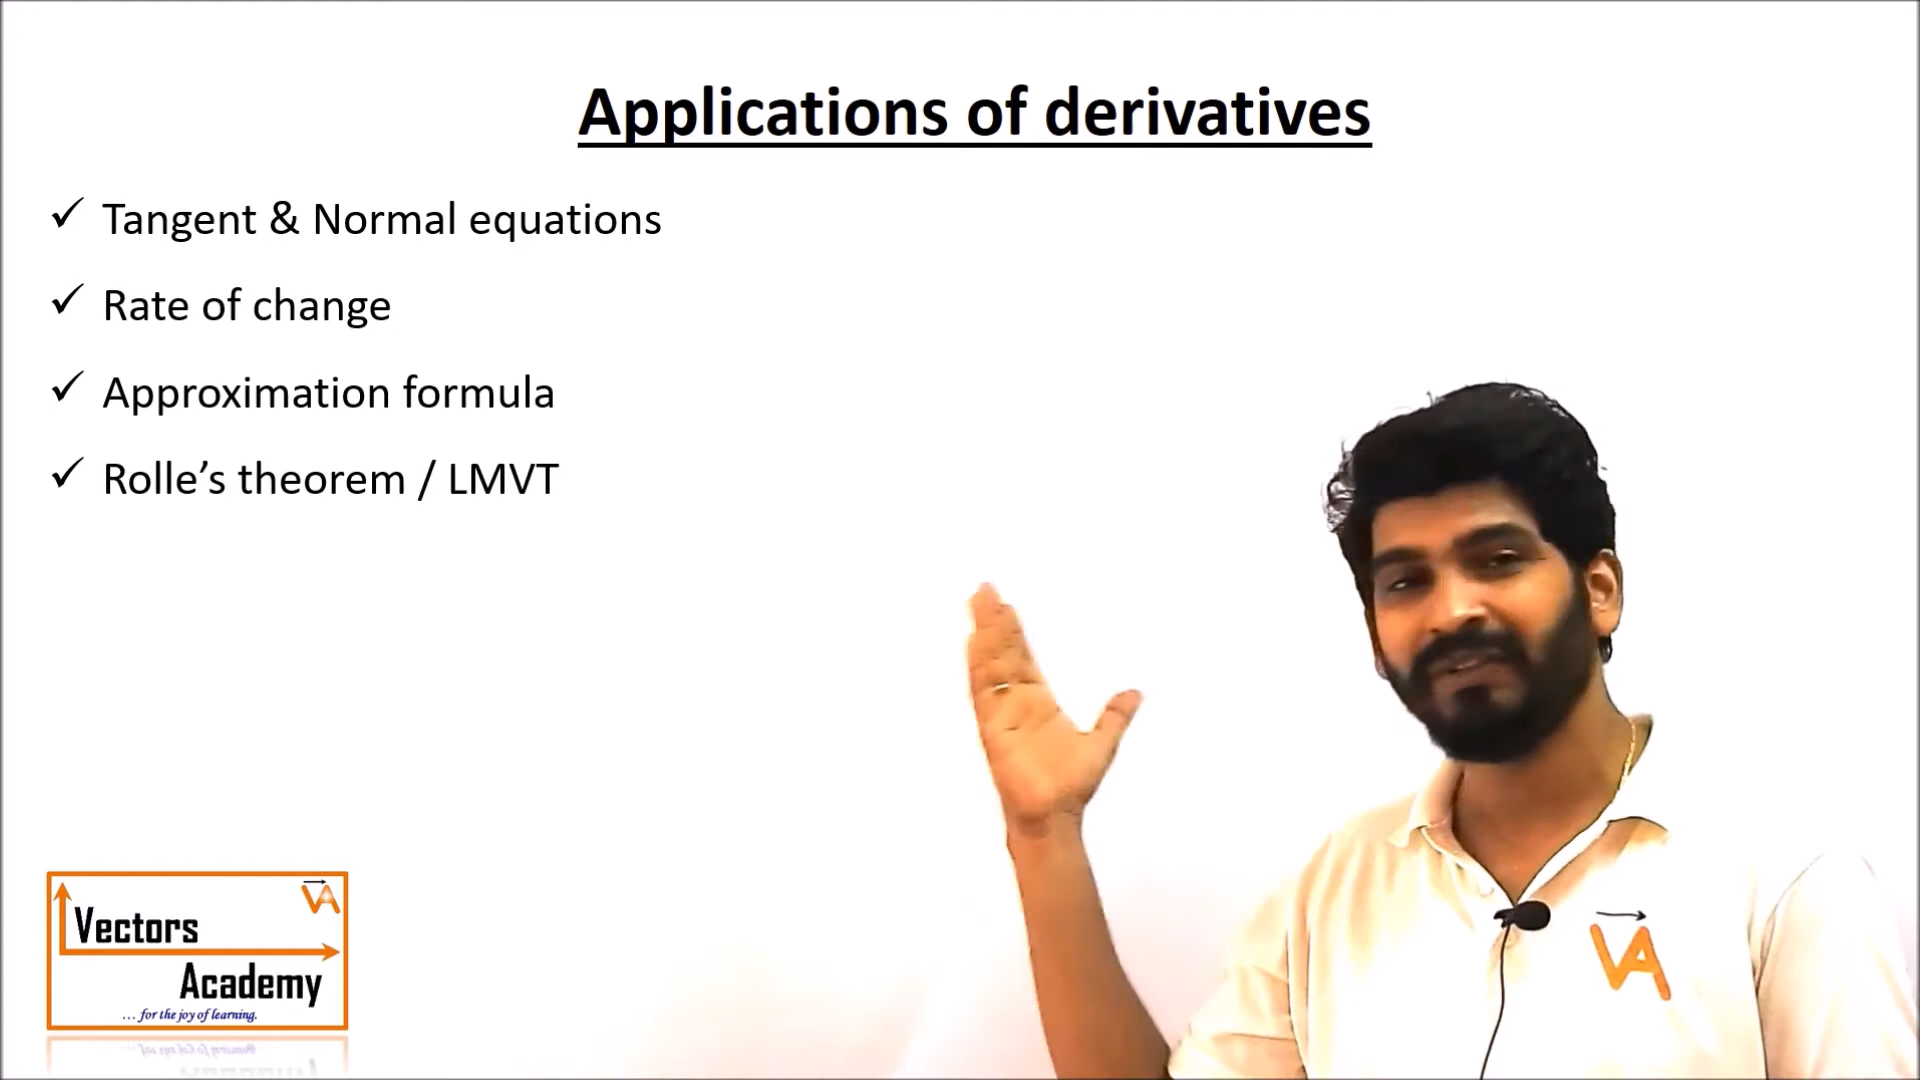 Applications of derivatives
✓ Tangent & Normal equations
✓ Rate of change
✓ Approximation formula
✓ Rolle’s theorem / LMVT
VA
Vectors
Academy
... for the joy of learning.
VA